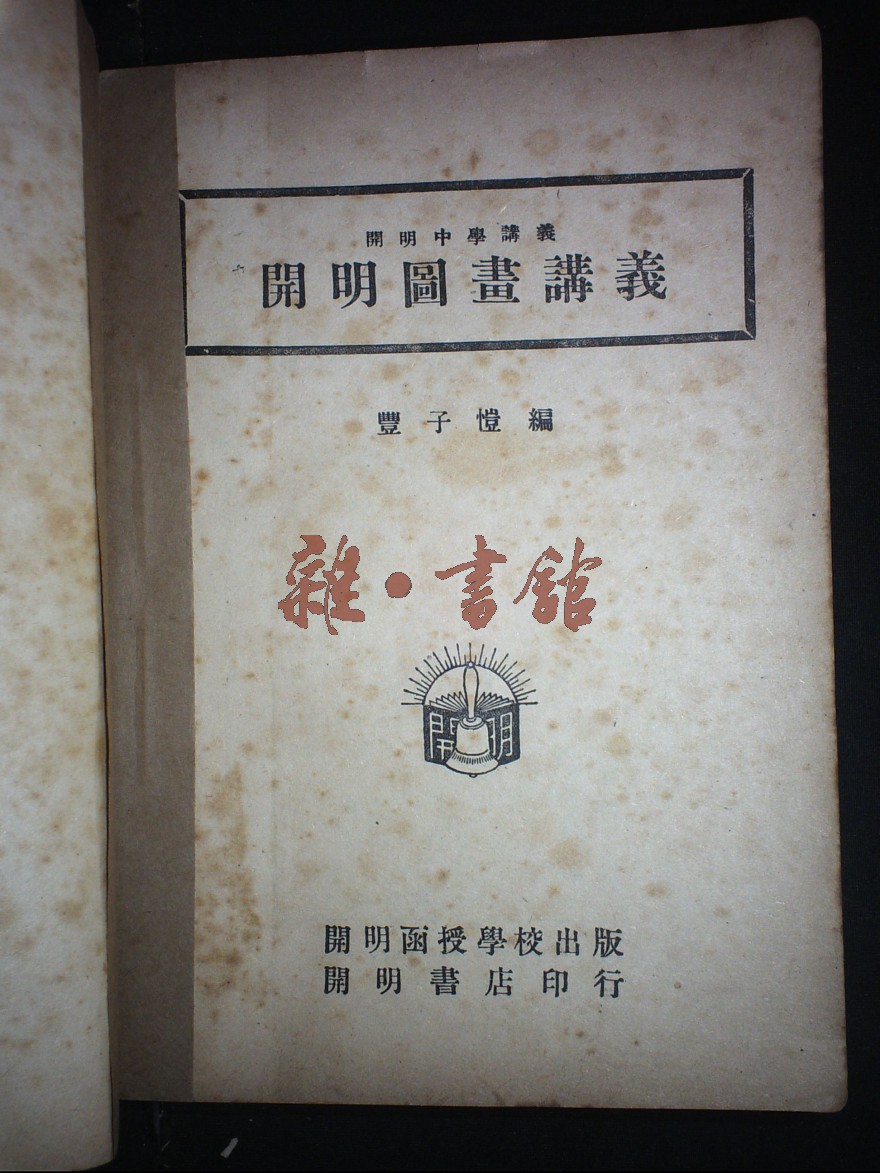 開明中學講義
開明圖畫講義
豐子愷編
雜·書館
開明
開明函授學校出版
開明書店印行